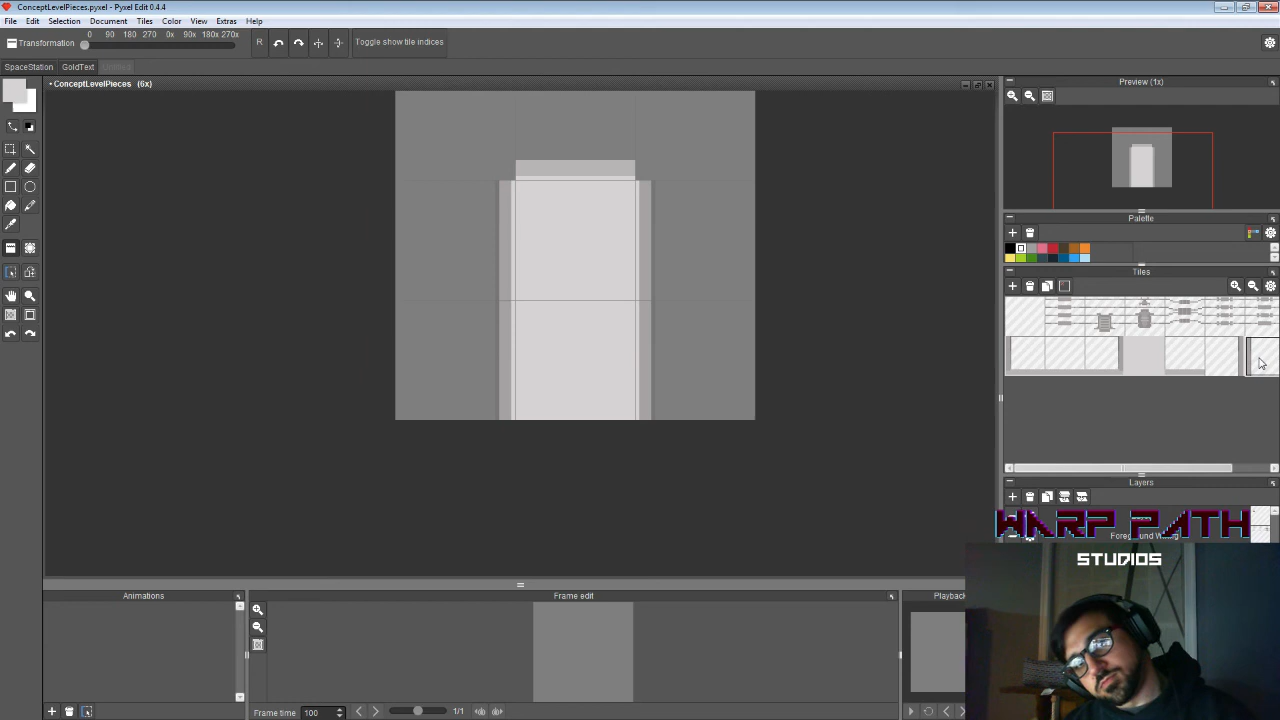 ConceptLevelPieces.pyxel - Pyxel Edit 0.4.4
File Edit Selection Document Tiles Color View Extras Help
Transformation
0 90 180 270 0x 90x 180x 270x
R
Toggle show tile indices
SpaceStation GoldText Untitled
• ConceptLevelPieces (6x)
Preview (1x)
Palette
Tiles
Layers
WARP PATH
STUDIOS
Animations
Frame edit
Frame time 100
1/1